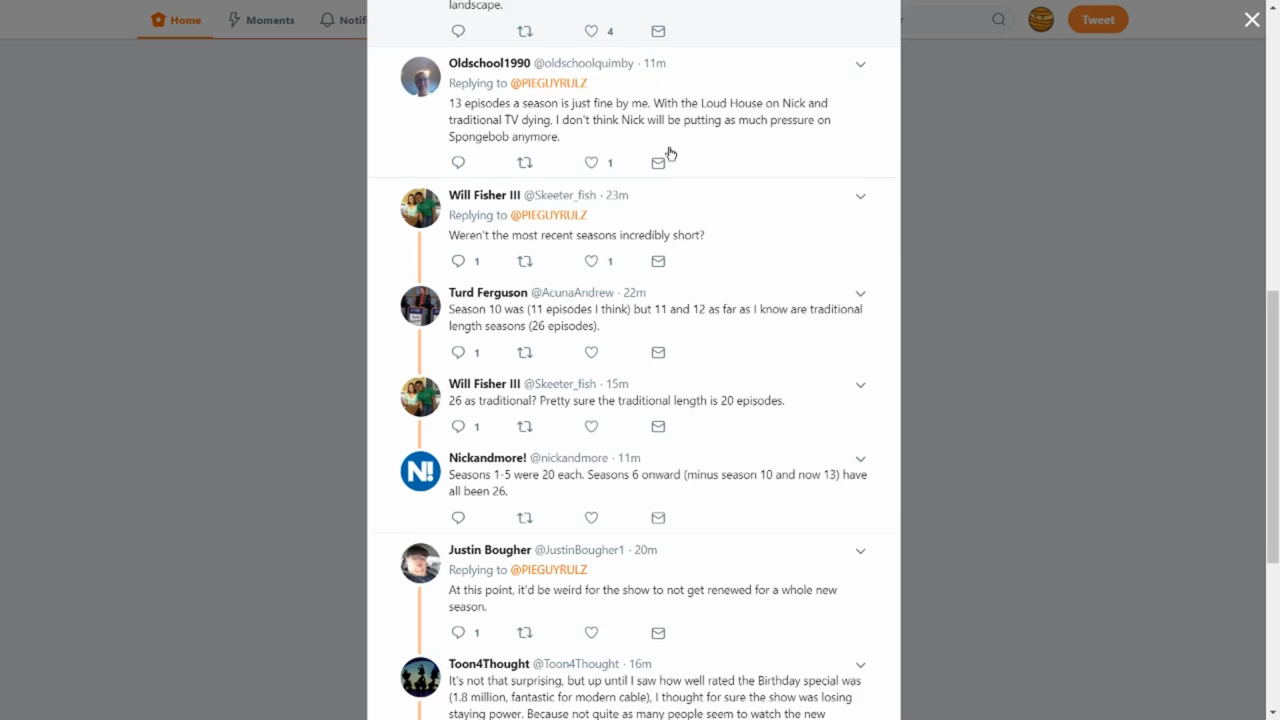 Home
Moments
Notif
r
Tweet
landscape.
4
Oldschool1990 @oldschoolquimby · 11m
Replying to @PIEGUYRULZ
13 episodes a season is just fine by me. With the Loud House on Nick and
traditional TV dying, I don't think Nick will be putting as much pressure on
Spongebob anymore.
1
Will Fisher III @Skeeter_fish · 23m
Replying to @PIEGUYRULZ
Weren't the most recent seasons incredibly short?
1 1
Turd Ferguson @AcunaAndrew · 22m
Season 10 was (11 episodes I think) but 11 and 12 as far as I know are traditional
length seasons (26 episodes).
1
Will Fisher III @Skeeter_fish · 15m
26 as traditional? Pretty sure the traditional length is 20 episodes.
1
N!
Nickandmore! @nickandmore · 11m
Seasons 1-5 were 20 each. Seasons 6 onward (minus season 10 and now 13) have
all been 26.
Justin Bougher @JustinBougher1 · 20m
Replying to @PIEGUYRULZ
At this point, it'd be weird for the show to not get renewed for a whole new
season.
1
Toon4Thought @Toon4Thought · 16m
It's not that surprising, but up until I saw how well rated the Birthday special was
(1.8 million, fantastic for modern cable), I thought for sure the show was losing
staying power. Because not quite as many people seem to watch the new